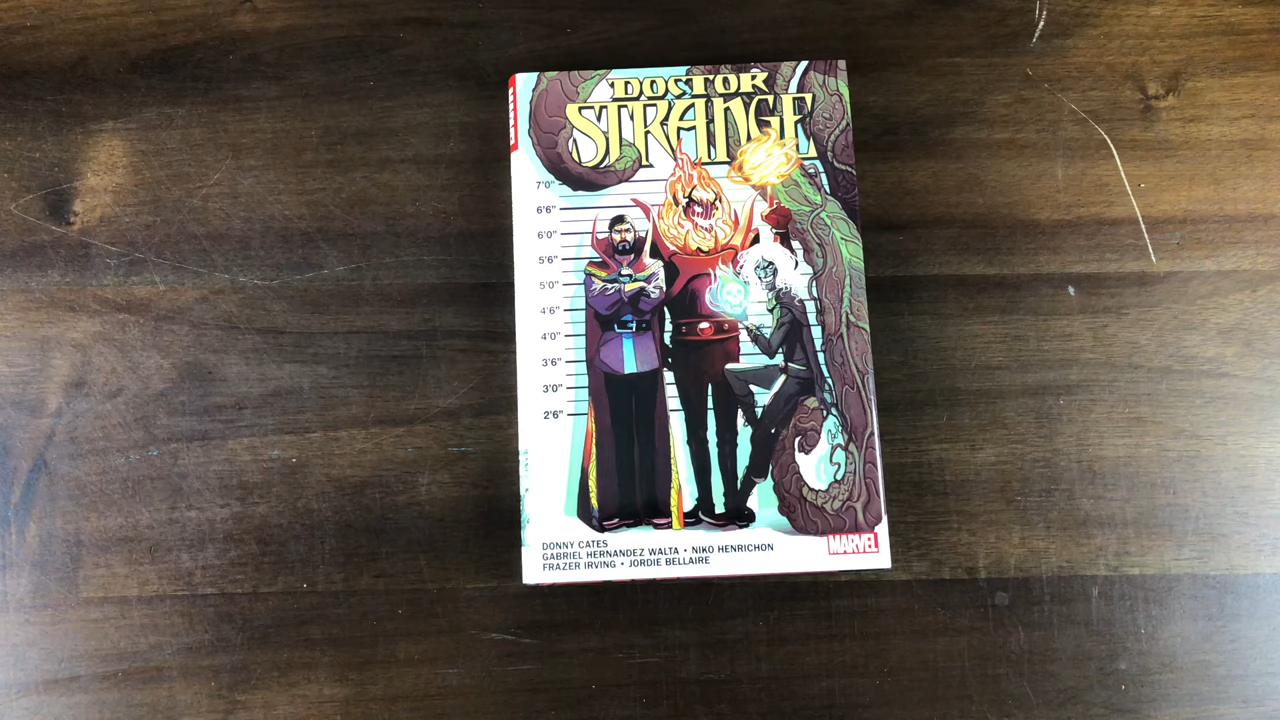 DOCTOR
STRANGE
7'0"
6'6"
6'0"
5'6"
5'0"
4'6"
4'0"
3'6"
3'0"
2'6"
DONNY CATES
GABRIEL HERNANDEZ WALTA • NIKO HENRICHON
FRAZER IRVING • JORDIE BELLAIRE
MARVEL